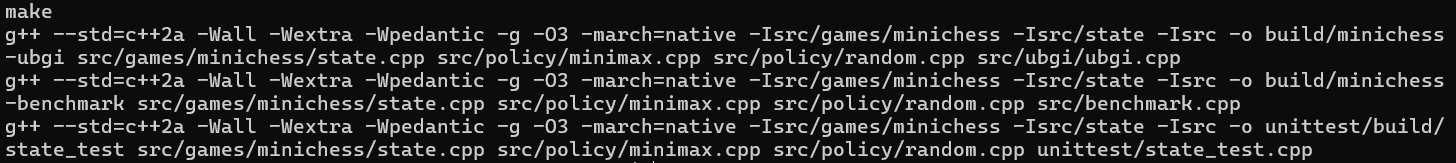 make
g++ --std=c++2a -Wall -Wextra -Wpedantic -g -O3 -march=native -Isrc/games/minichess -Isrc/state -Isrc -o build/minichess
-ubgi src/games/minichess/state.cpp src/policy/minimax.cpp src/policy/random.cpp src/ubgi/ubgi.cpp
g++ --std=c++2a -Wall -Wextra -Wpedantic -g -O3 -march=native -Isrc/games/minichess -Isrc/state -Isrc -o build/minichess
-benchmark src/games/minichess/state.cpp src/policy/minimax.cpp src/policy/random.cpp src/benchmark.cpp
g++ --std=c++2a -Wall -Wextra -Wpedantic -g -O3 -march=native -Isrc/games/minichess -Isrc/state -Isrc -o unittest/build/
state_test src/games/minichess/state.cpp src/policy/minimax.cpp src/policy/random.cpp unittest/state_test.cpp